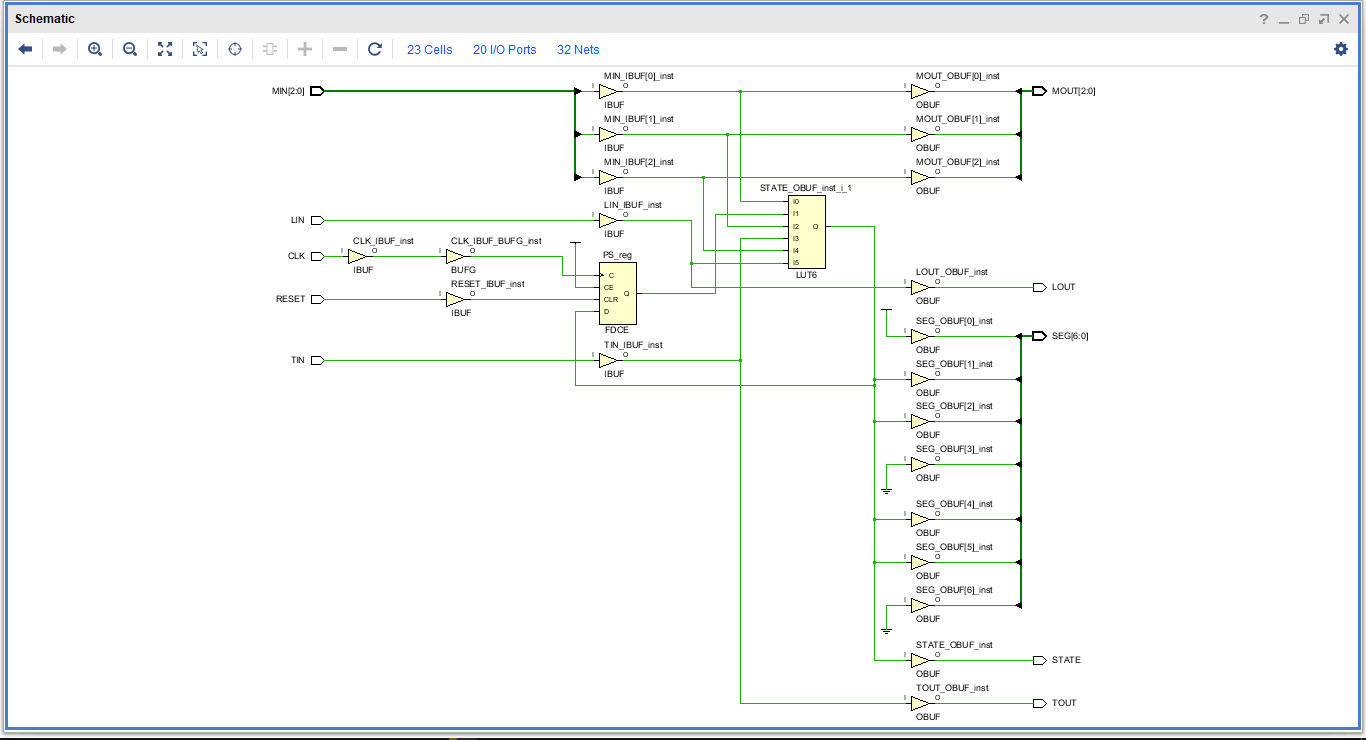 Schematic
?
23 Cells 20 I/O Ports 32 Nets
MIN[2:0]
MIN_IBUF[0]_inst
I O
IBUF
MIN_IBUF[1]_inst
I O
IBUF
MIN_IBUF[2]_inst
I O
IBUF
MOUT_OBUF[0]_inst
I O
OBUF
MOUT[2:0]
MOUT_OBUF[1]_inst
I O
OBUF
MOUT_OBUF[2]_inst
I O
OBUF
STATE_OBUF_inst_i_1
I0
I1
I2
I3
I4
I5
O
LUT6
LIN
LIN_IBUF_inst
I O
IBUF
CLK
CLK_IBUF_inst
I O
IBUF
CLK_IBUF_BUFG_inst
I O
BUFG
RESET
RESET_IBUF_inst
I O
IBUF
PS_reg
C
CE
CLR
D
Q
FDCE
TIN
TIN_IBUF_inst
I O
IBUF
LOUT_OBUF_inst
I O
OBUF
LOUT
SEG_OBUF[0]_inst
I O
OBUF
SEG[6:0]
SEG_OBUF[1]_inst
I O
OBUF
SEG_OBUF[2]_inst
I O
OBUF
SEG_OBUF[3]_inst
I O
OBUF
SEG_OBUF[4]_inst
I O
OBUF
SEG_OBUF[5]_inst
I O
OBUF
SEG_OBUF[6]_inst
I O
OBUF
STATE_OBUF_inst
I O
OBUF
STATE
TOUT_OBUF_inst
I O
OBUF
TOUT